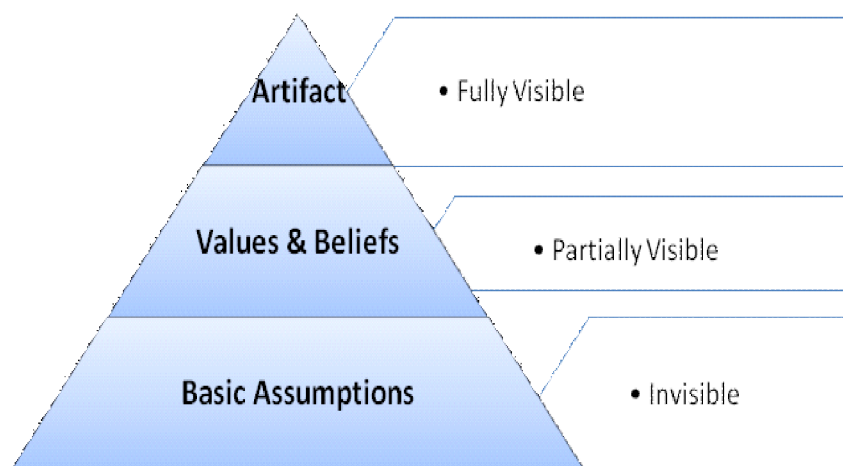 Artifact
• Fully Visible
Values & Beliefs
• Partially Visible
Basic Assumptions
• Invisible